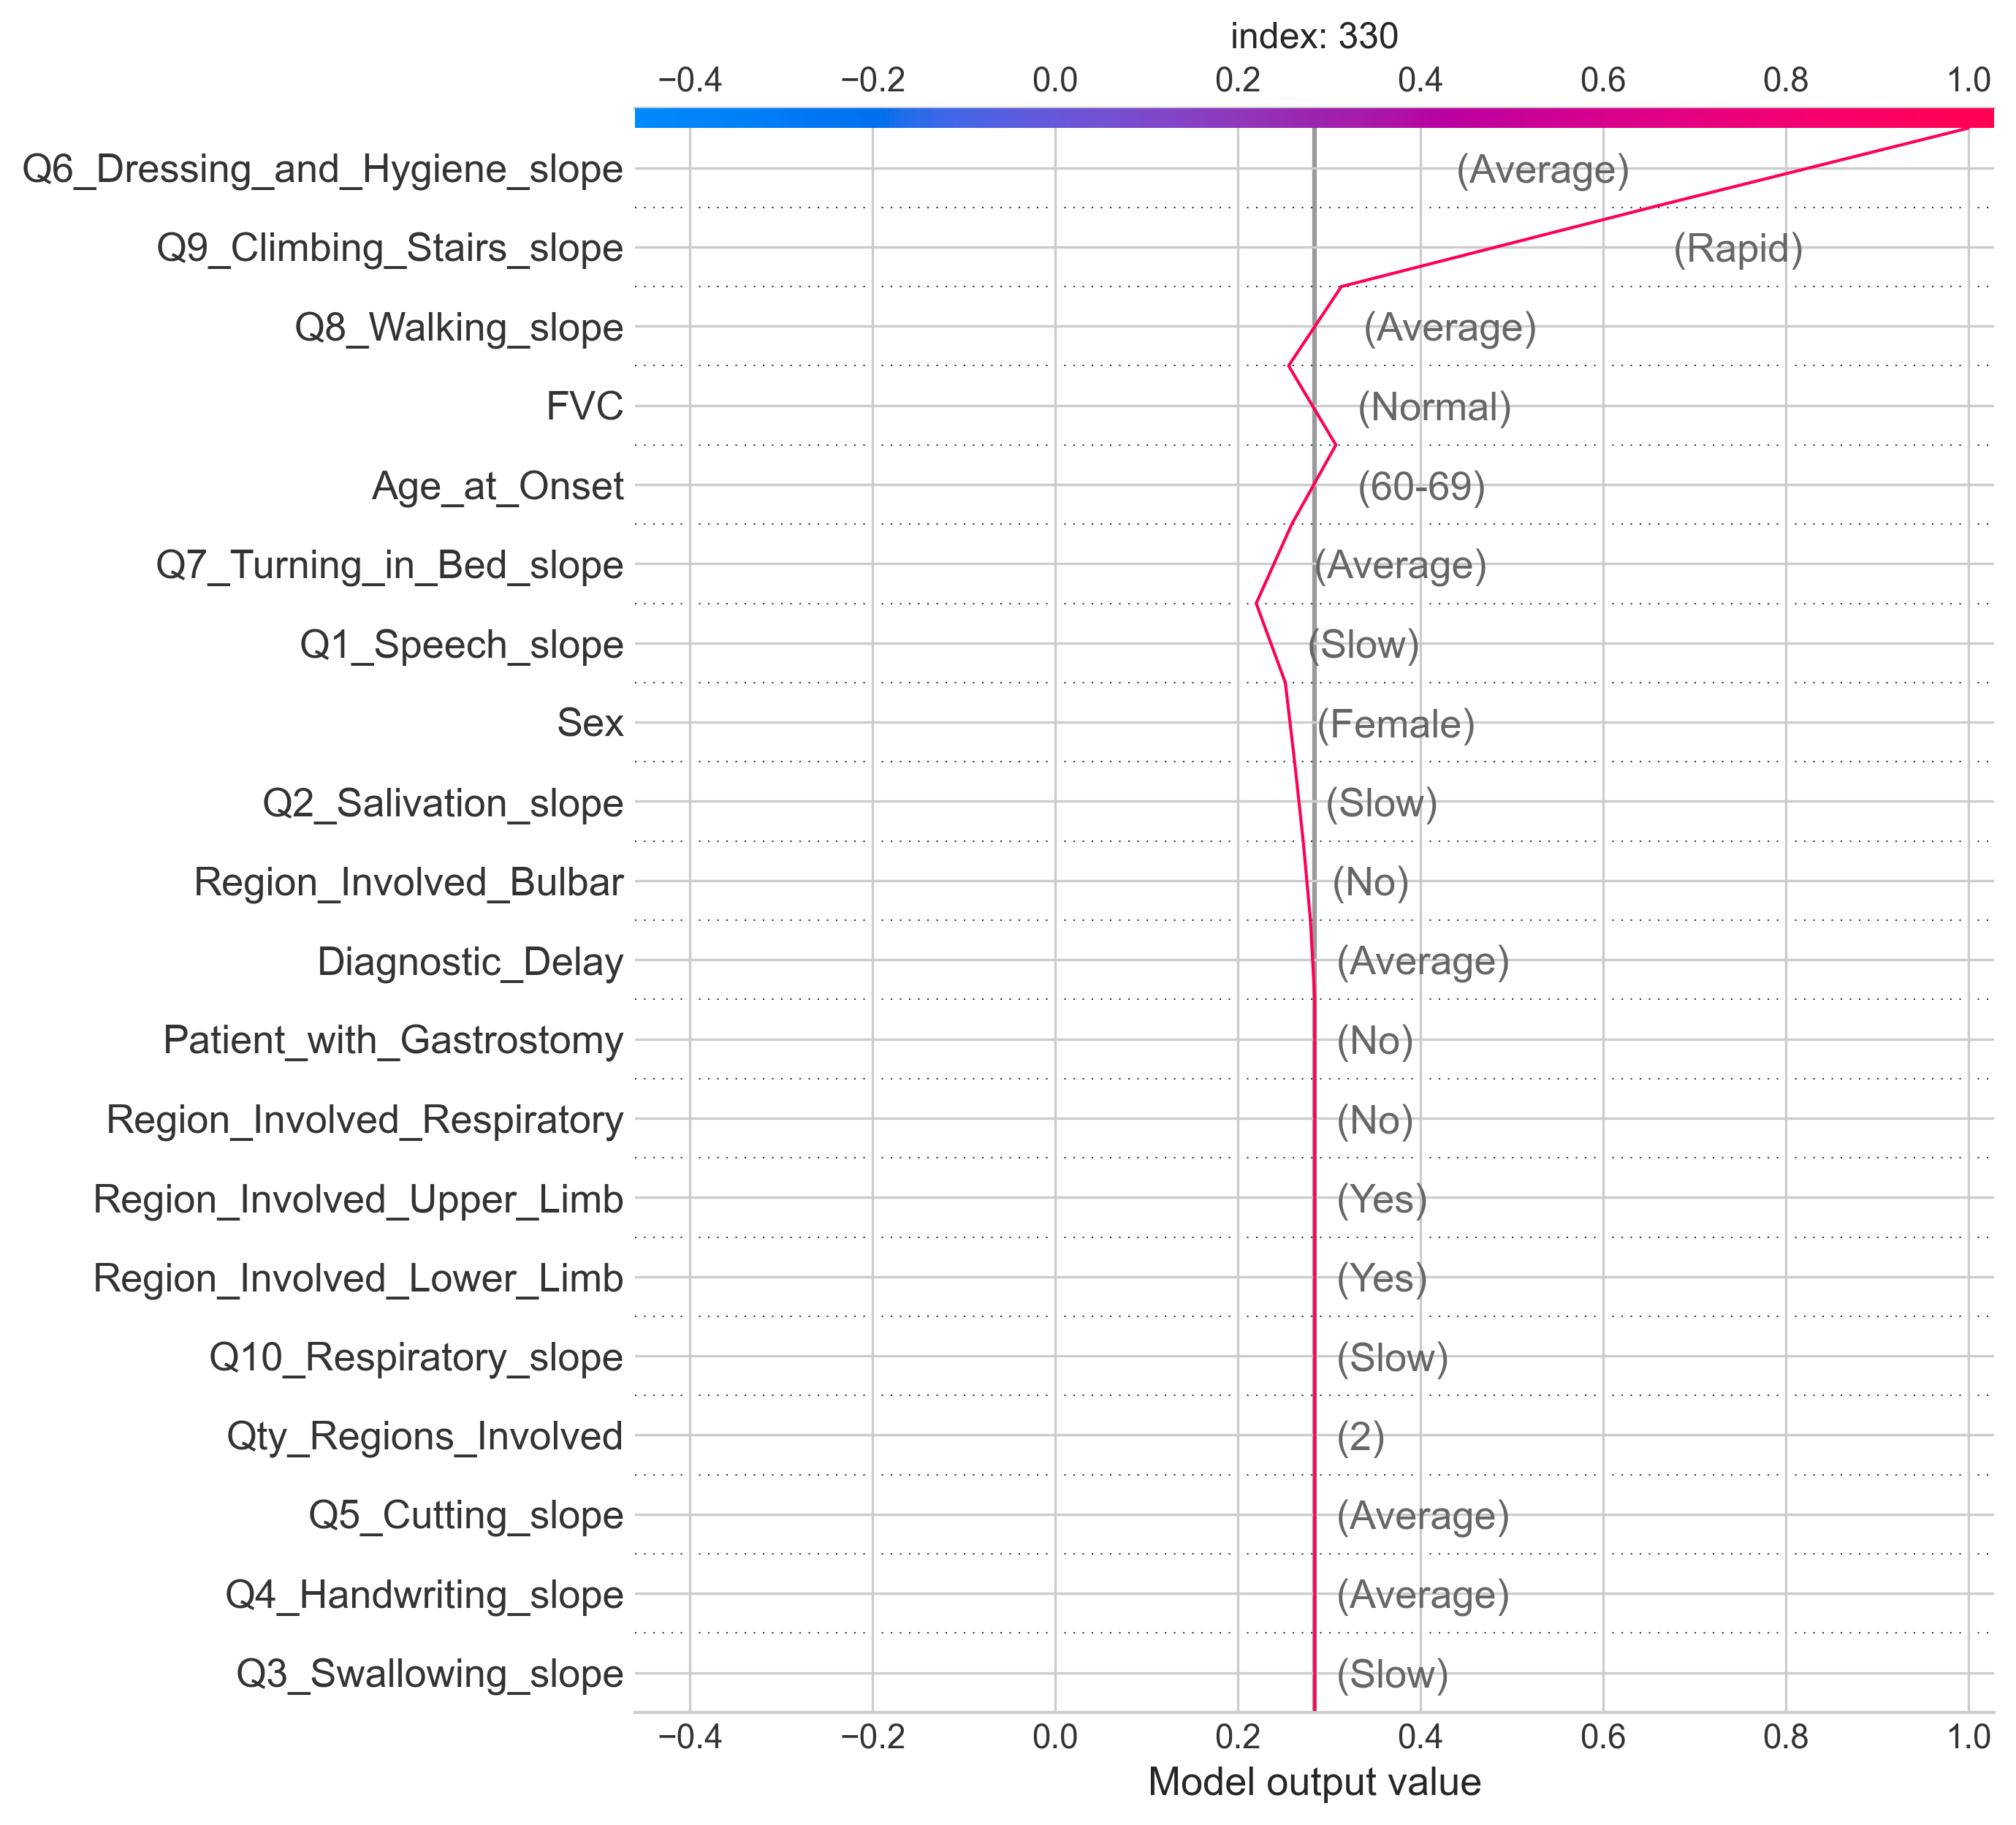 index: 330
−0.4 −0.2 0.0 0.2 0.4 0.6 0.8 1.0
Q6_Dressing_and_Hygiene_slope (Average)
Q9_Climbing_Stairs_slope (Rapid)
Q8_Walking_slope (Average)
FVC (Normal)
Age_at_Onset (60-69)
Q7_Turning_in_Bed_slope (Average)
Q1_Speech_slope (Slow)
Sex (Female)
Q2_Salivation_slope (Slow)
Region_Involved_Bulbar (No)
Diagnostic_Delay (Average)
Patient_with_Gastrostomy (No)
Region_Involved_Respiratory (No)
Region_Involved_Upper_Limb (Yes)
Region_Involved_Lower_Limb (Yes)
Q10_Respiratory_slope (Slow)
Qty_Regions_Involved (2)
Q5_Cutting_slope (Average)
Q4_Handwriting_slope (Average)
Q3_Swallowing_slope (Slow)
−0.4 −0.2 0.0 0.2 0.4 0.6 0.8 1.0
Model output value